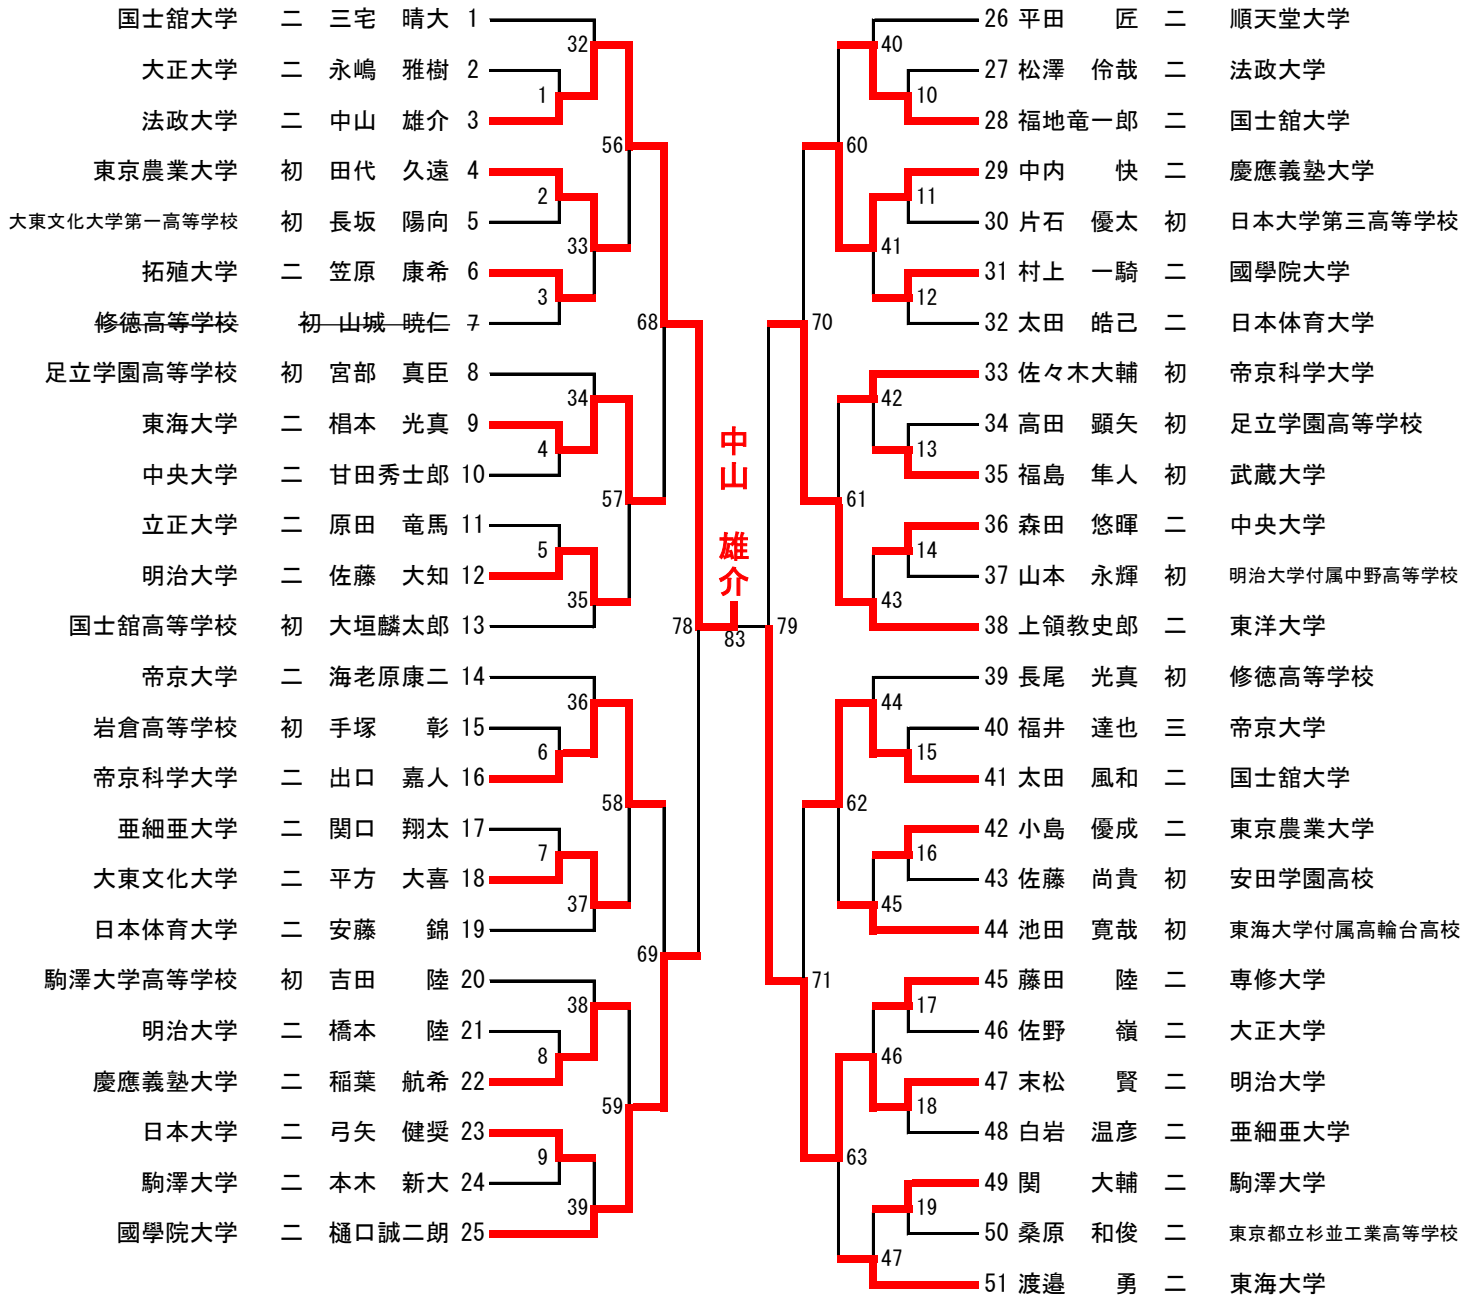 国士舘大学 二 三宅 晴大 1
大正大学 二 永嶋 雅樹 2
法政大学 二 中山 雄介 3
東京農業大学 初 田代 久遠 4
大東文化大学第一高等学校 初 長坂 陽向 5
拓殖大学 二 笠原 康希 6
修徳高等学校 初 山城 暁仁 7
足立学園高等学校 初 宮部 真臣 8
東海大学 二 椙本 光真 9
中央大学 二 甘田秀士郎 10
立正大学 二 原田 竜馬 11
明治大学 二 佐藤 大知 12
国士舘高等学校 初 大垣麟太郎 13
帝京大学 二 海老原康二 14
岩倉高等学校 初 手塚 彰 15
帝京科学大学 二 出口 嘉人 16
亜細亜大学 二 関口 翔太 17
大東文化大学 二 平方 大喜 18
日本体育大学 二 安藤 錦 19
駒澤大学高等学校 初 吉田 陸 20
明治大学 二 橋本 陸 21
慶應義塾大学 二 稲葉 航希 22
日本大学 二 弓矢 健奨 23
駒澤大学 二 本木 新大 24
國學院大学 二 樋口誠二朗 25
32
1
56
2
33
3
68
34
4
57
5
35
78
36
6
58
7
37
69
38
8
59
9
39
中山 雄介
83
79
40
10
60
11
41
12
70
42
13
61
14
43
44
15
62
16
45
71
17
46
18
63
19
47
26 平田 匠 二 順天堂大学
27 松澤 伶哉 二 法政大学
28 福地竜一郎 二 国士舘大学
29 中内 快 二 慶應義塾大学
30 片石 優太 初 日本大学第三高等学校
31 村上 一騎 二 國學院大学
32 太田 皓己 二 日本体育大学
33 佐々木大輔 初 帝京科学大学
34 高田 顕矢 初 足立学園高等学校
35 福島 隼人 初 武蔵大学
36 森田 悠暉 二 中央大学
37 山本 永輝 初 明治大学付属中野高等学校
38 上領教史郎 二 東洋大学
39 長尾 光真 初 修徳高等学校
40 福井 達也 三 帝京大学
41 太田 風和 二 国士舘大学
42 小島 優成 二 東京農業大学
43 佐藤 尚貴 初 安田学園高校
44 池田 寛哉 初 東海大学付属高輪台高校
45 藤田 陸 二 専修大学
46 佐野 嶺 二 大正大学
47 末松 賢 二 明治大学
48 白岩 温彦 二 亜細亜大学
49 関 大輔 二 駒澤大学
50 桑原 和俊 二 東京都立杉並工業高等学校
51 渡邉 勇 二 東海大学